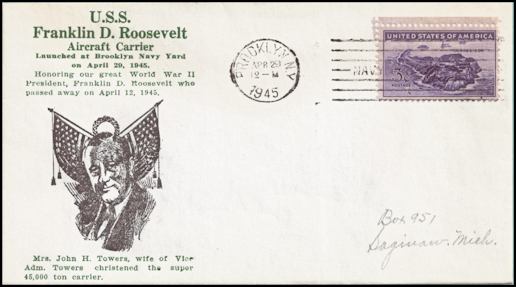 U.S.S.
Franklin D. Roosevelt
Aircraft Carrier
Launched at Brooklyn Navy Yard
on April 29, 1945.
Honoring our great World War II
President, Franklin D. Roosevelt who
passed away on April 12, 1945.
Mrs. John H. Towers, wife of Vice
Adm. Towers christened the super
45,000 ton carrier.
BROOKLYN, N.Y.
APR 29
12-M
1945
NAVY
UNITED STATES OF AMERICA
3¢
POSTAGE
Box 951
Saginaw, Mich.